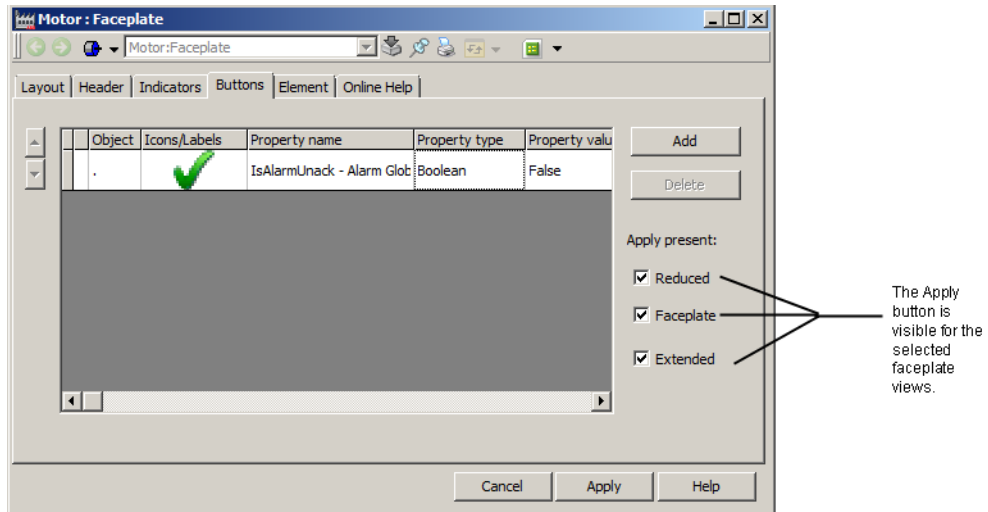 Motor : Faceplate
Motor:Faceplate
Layout Header Indicators Buttons Element Online Help
Object Icons/Labels Property name Property type Property valu
. IsAlarmUnack - Alarm Glob Boolean False
Add
Delete
Apply present:
Reduced
Faceplate
Extended
The Apply
button is
visible for the
selected
faceplate
views.
Cancel Apply Help